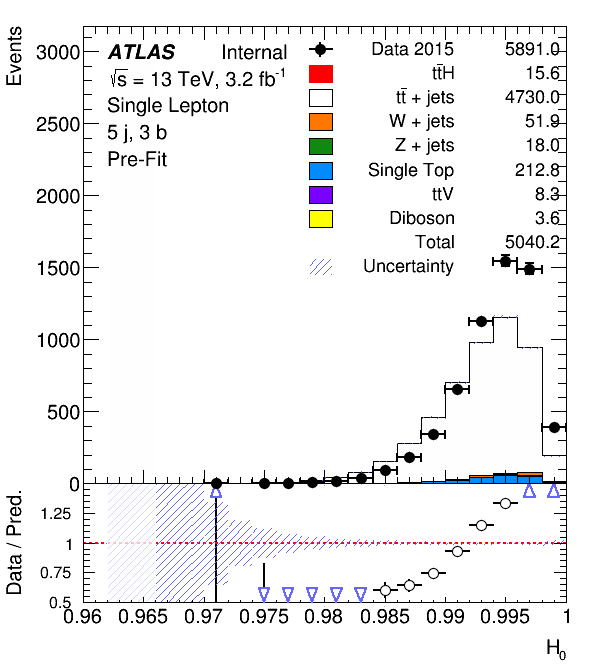 Events
3000
2500
2000
1500
1000
500
0
ATLAS Internal
√s = 13 TeV, 3.2 fb⁻¹
Single Lepton
5 j, 3 b
Pre-Fit
Data 2015 5891.0
tt̄H 15.6
tt̄ + jets 4730.0
W + jets 51.9
Z + jets 18.0
Single Top 212.8
ttV 8.3
Diboson 3.6
Total 5040.2
Uncertainty
Data / Pred.
1.25
1
0.75
0.5
0.96 0.965 0.97 0.975 0.98 0.985 0.99 0.995 1
H₀